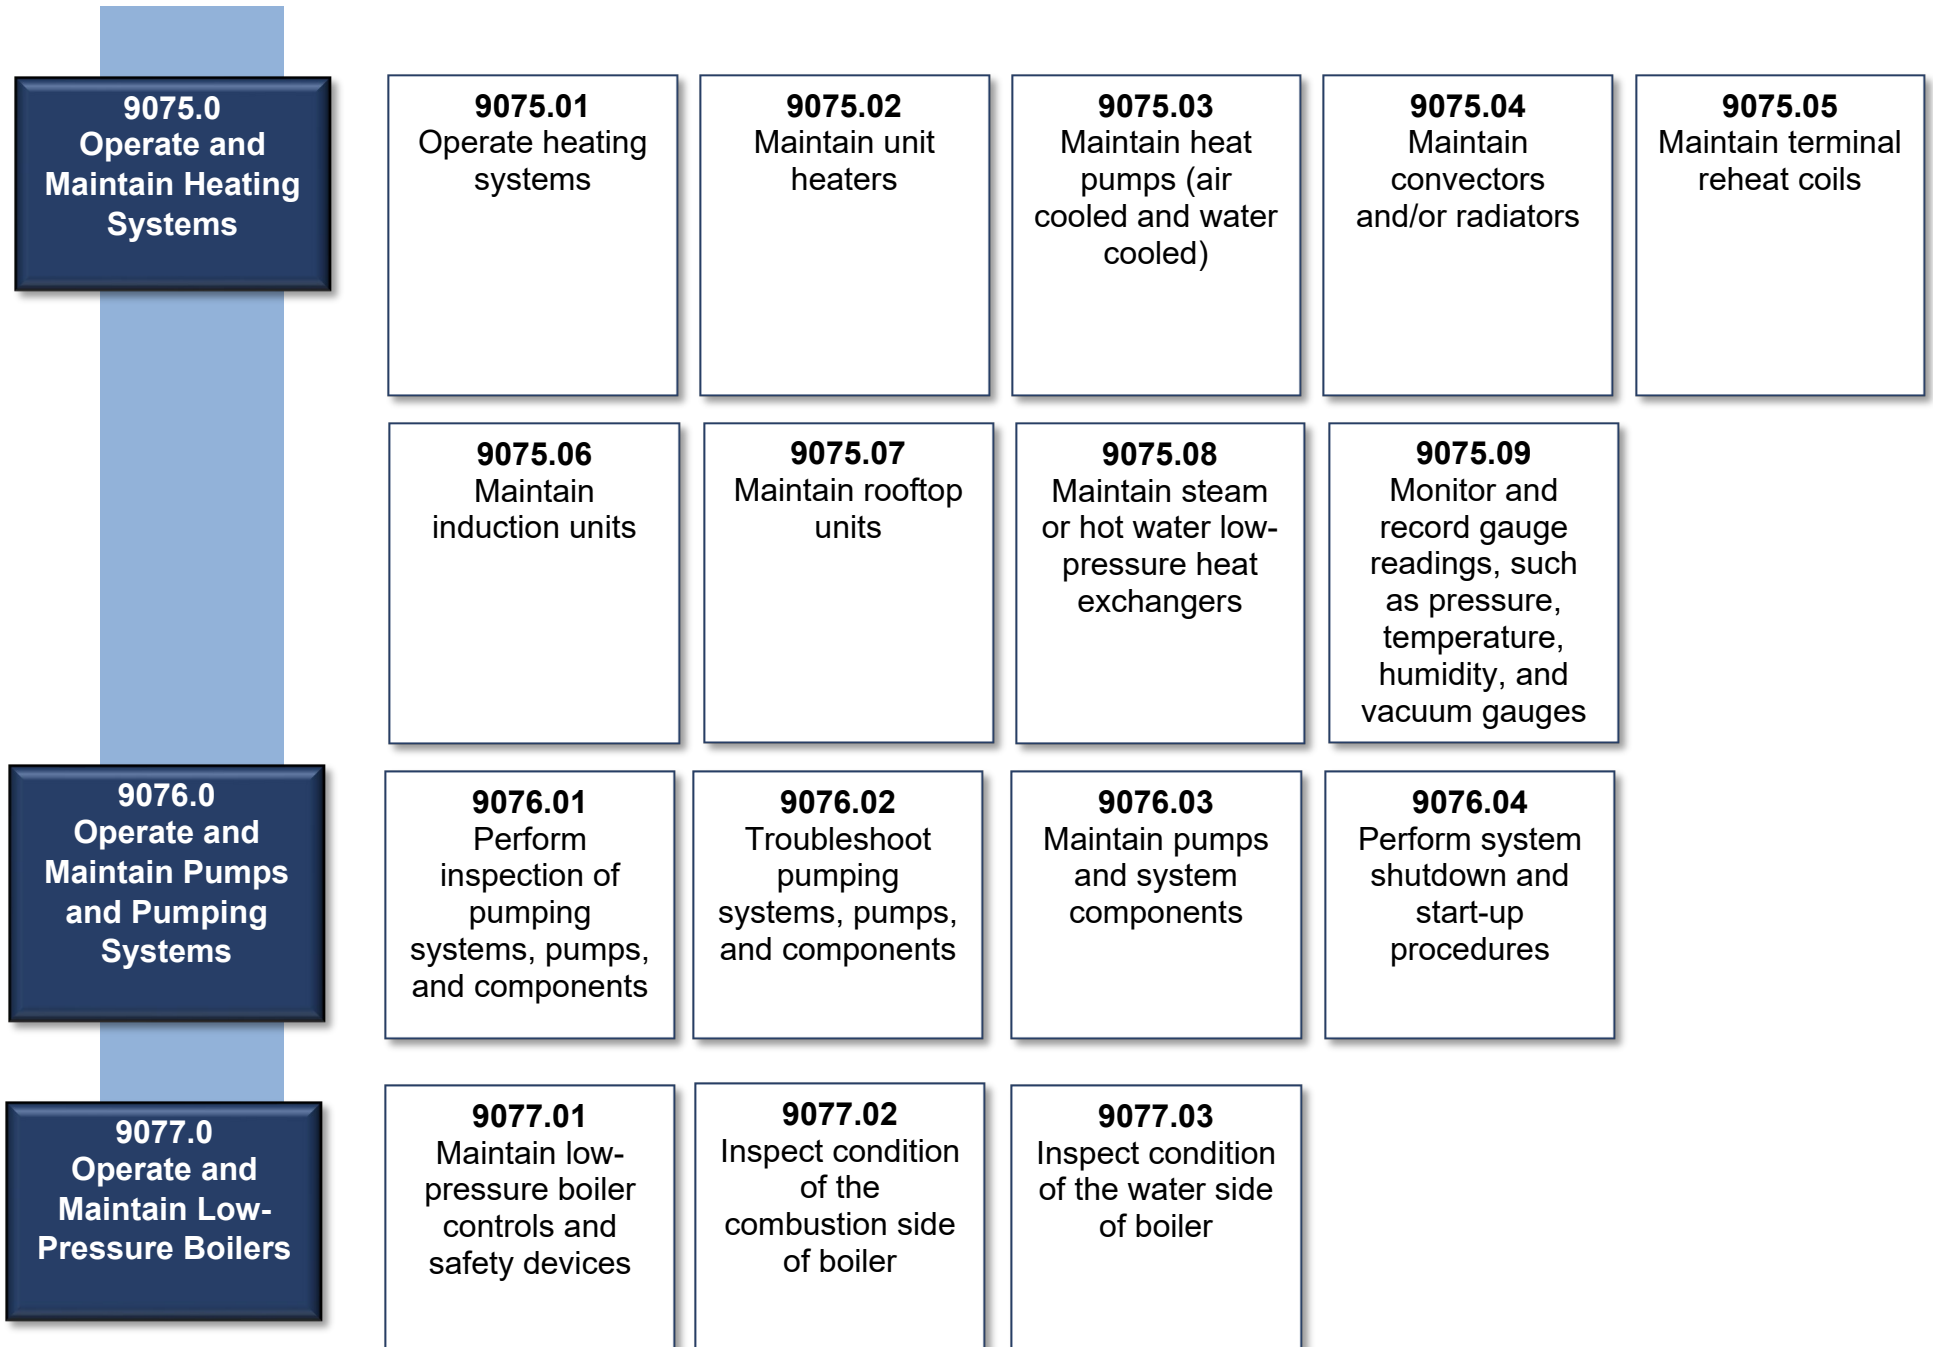 9075.0
Operate and
Maintain Heating
Systems
9075.01
Operate heating
systems
9075.02
Maintain unit
heaters
9075.03
Maintain heat
pumps (air
cooled and water
cooled)
9075.04
Maintain
convectors
and/or radiators
9075.05
Maintain terminal
reheat coils
9075.06
Maintain
induction units
9075.07
Maintain rooftop
units
9075.08
Maintain steam
or hot water low-
pressure heat
exchangers
9075.09
Monitor and
record gauge
readings, such
as pressure,
temperature,
humidity, and
vacuum gauges
9076.0
Operate and
Maintain Pumps
and Pumping
Systems
9076.01
Perform
inspection of
pumping
systems, pumps,
and components
9076.02
Troubleshoot
pumping
systems, pumps,
and components
9076.03
Maintain pumps
and system
components
9076.04
Perform system
shutdown and
start-up
procedures
9077.0
Operate and
Maintain Low-
Pressure Boilers
9077.01
Maintain low-
pressure boiler
controls and
safety devices
9077.02
Inspect condition
of the
combustion side
of boiler
9077.03
Inspect condition
of the water side
of boiler